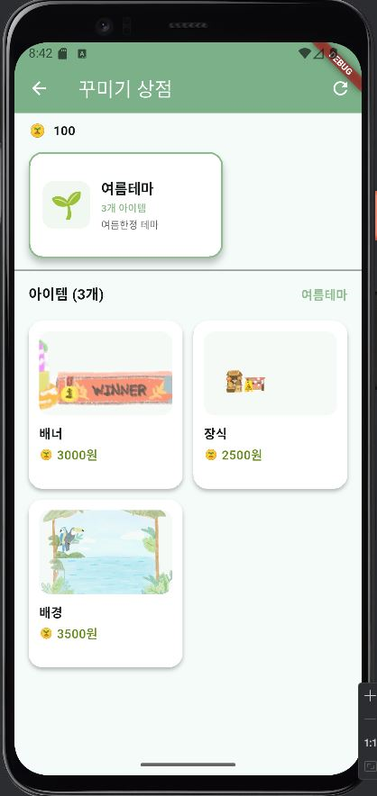 8:42
DEBUG
꾸미기 상점
100
여름테마
3개 아이템
여름한정 테마
아이템 (3개)
여름테마
WINNER
배너
3000원
장식
2500원
배경
3500원
1:1